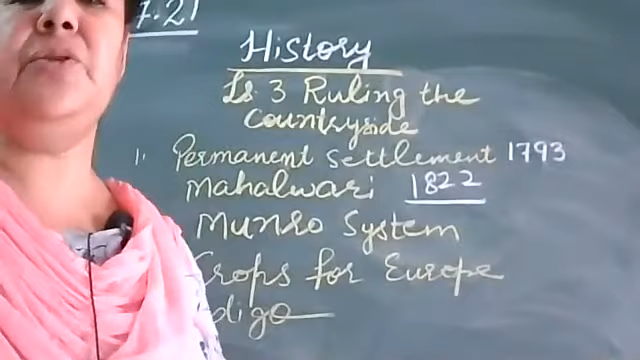 7.21
History
Ls. 3 Ruling the
countryside
1. Permanent settlement 1793
Mahalwari 1822
Munro System
Crops for Europe
digo